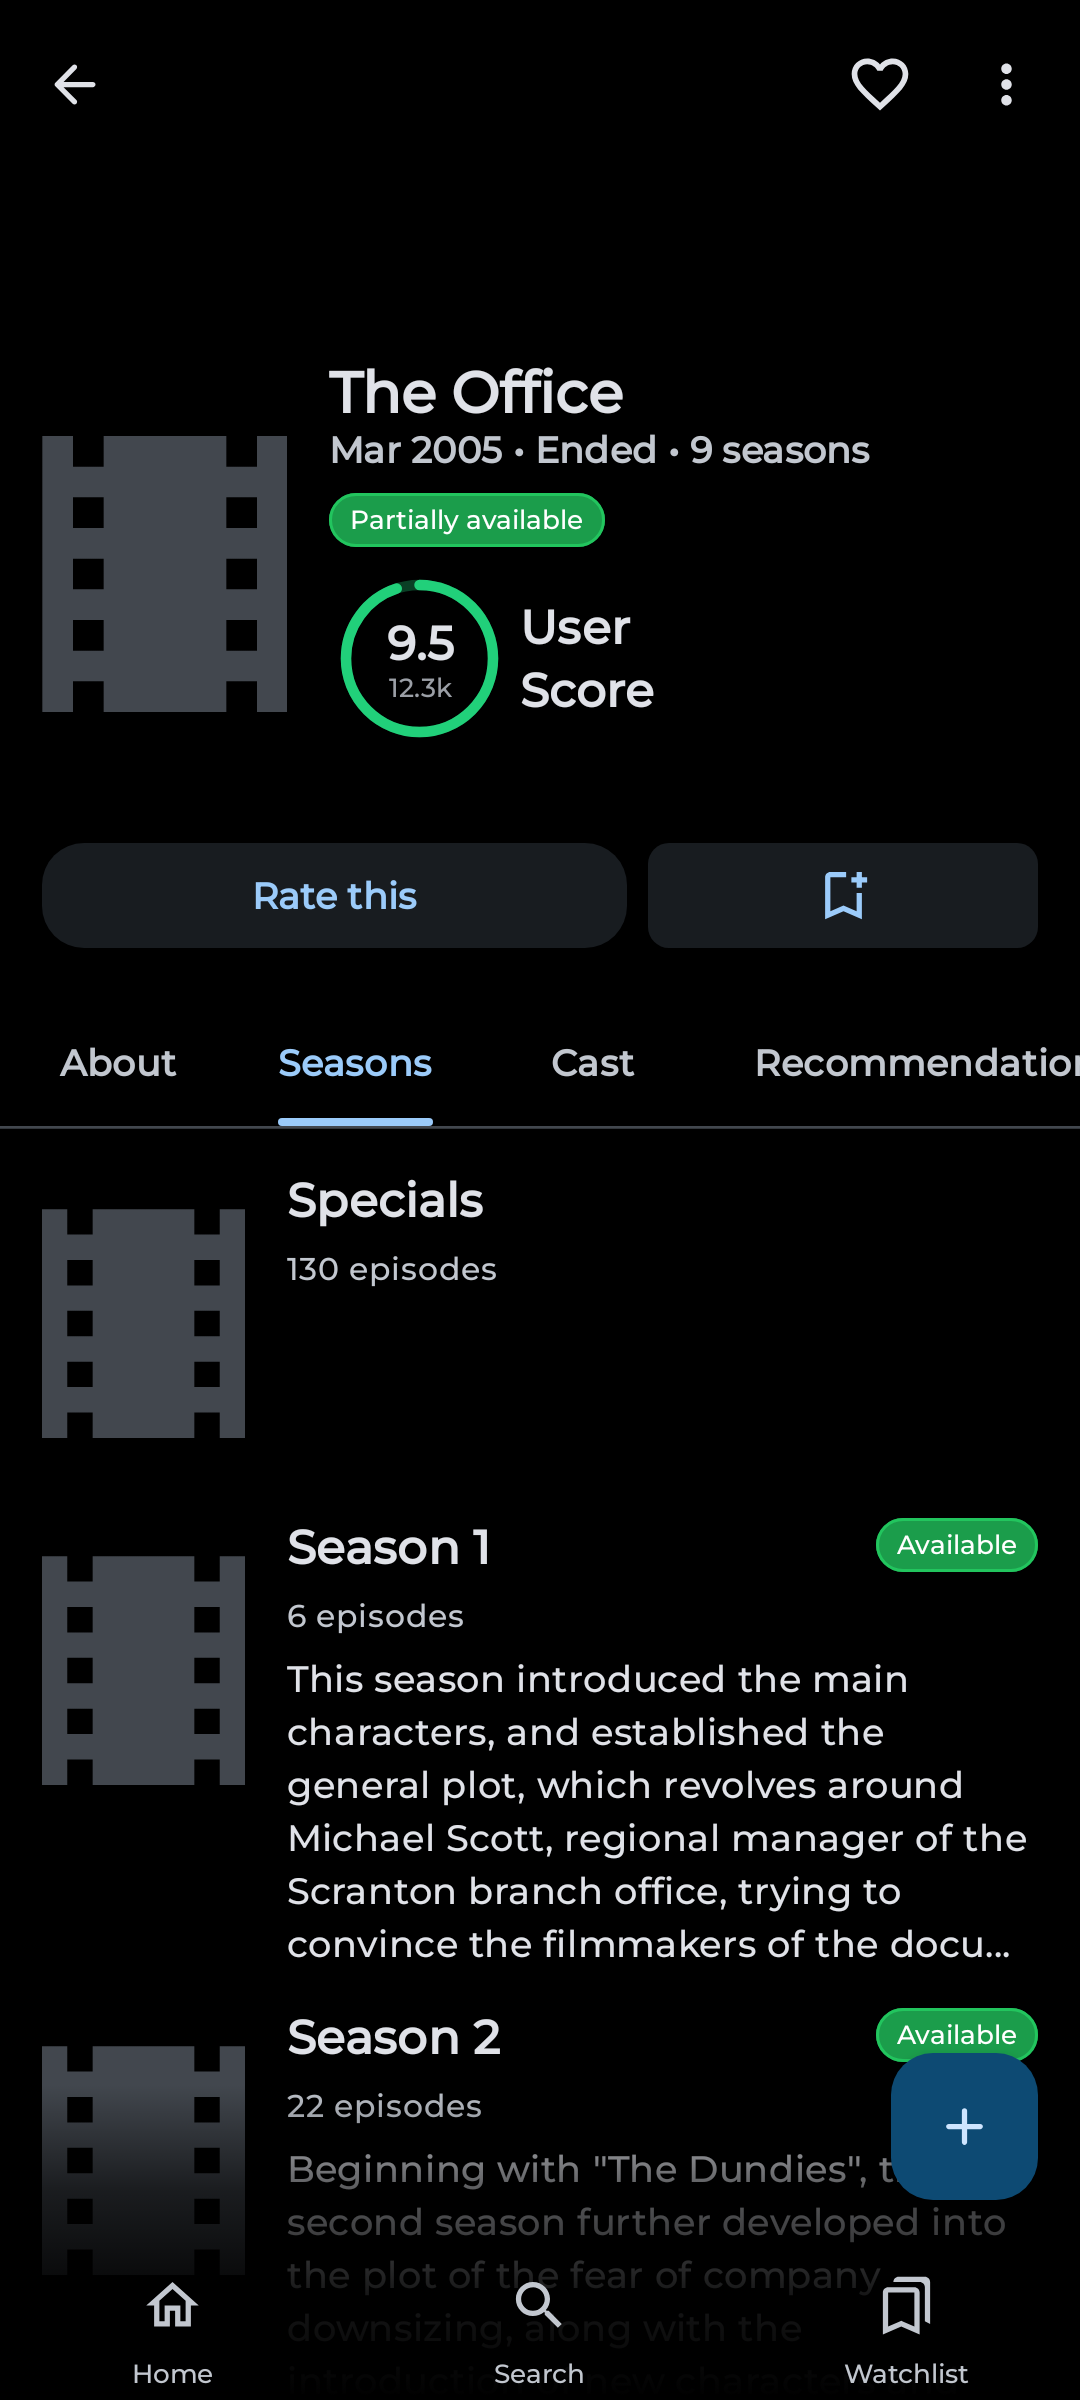 The Office
Mar 2005 • Ended • 9 seasons
Partially available
9.5
12.3k
User
Score
Rate this
About
Seasons
Cast
Recommendation
Specials
130 episodes
Season 1
Available
6 episodes
This season introduced the main
characters, and established the
general plot, which revolves around
Michael Scott, regional manager of the
Scranton branch office, trying to
convince the filmmakers of the docu...
Season 2
Available
22 episodes
Beginning with "The Dundies",
second season further developed into
the plot of the fear of company
downsizing, along with the
new
Home
Search
Watchlist